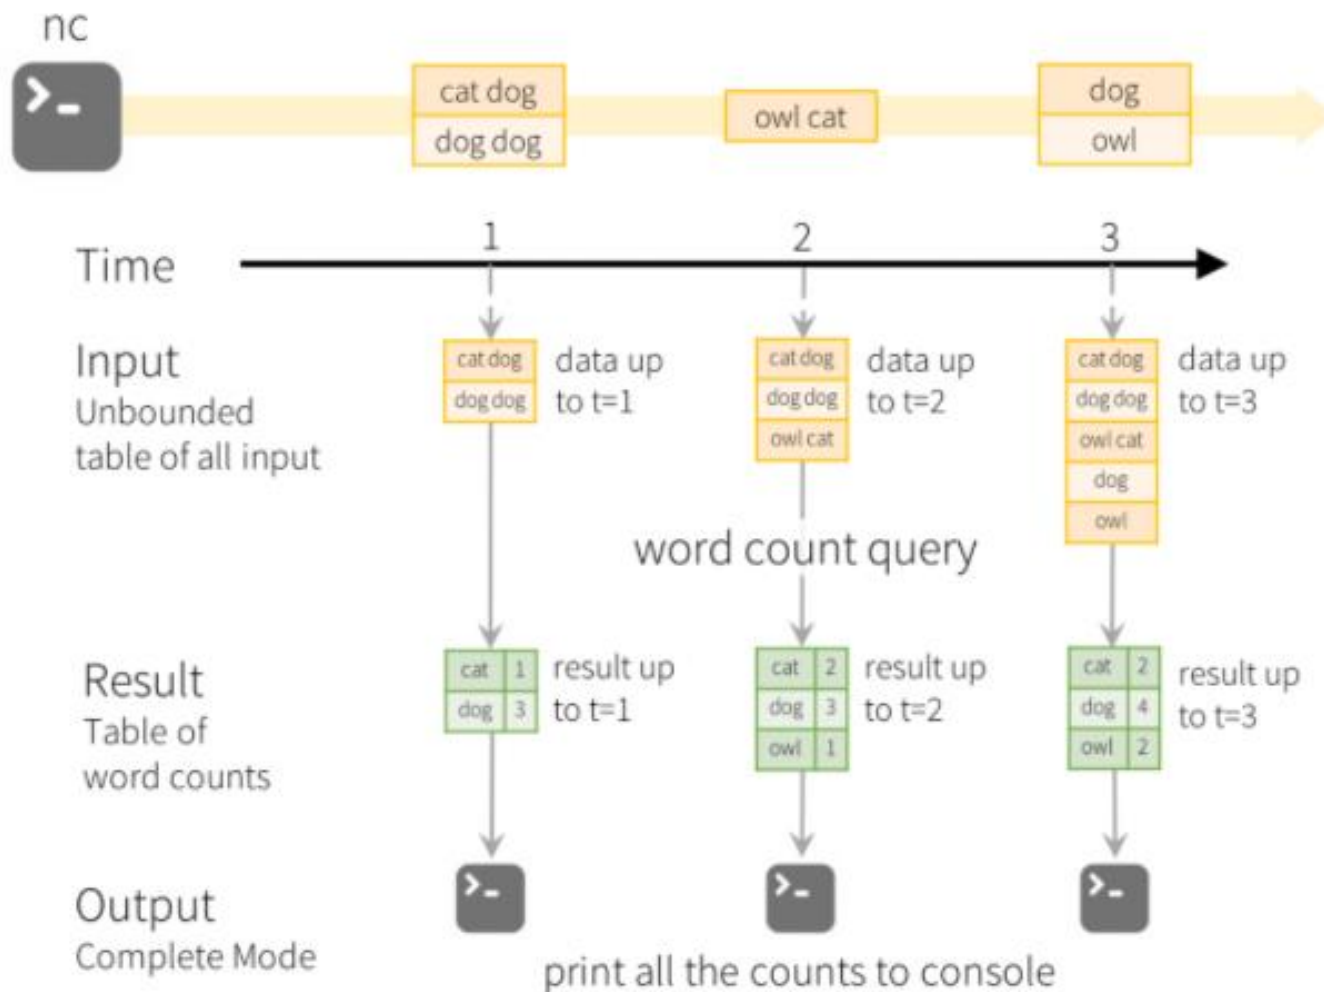 nc
cat dog
dog dog
owl cat
dog
owl
Time
1
2
3
Input
Unbounded
table of all input
cat dog
dog dog
data up
to t=1
cat dog
dog dog
owl cat
data up
to t=2
cat dog
dog dog
owl cat
dog
owl
data up
to t=3
word count query
Result
Table of
word counts
cat 1
dog 3
result up
to t=1
cat 2
dog 3
owl 1
result up
to t=2
cat 2
dog 4
owl 2
result up
to t=3
Output
Complete Mode
print all the counts to console